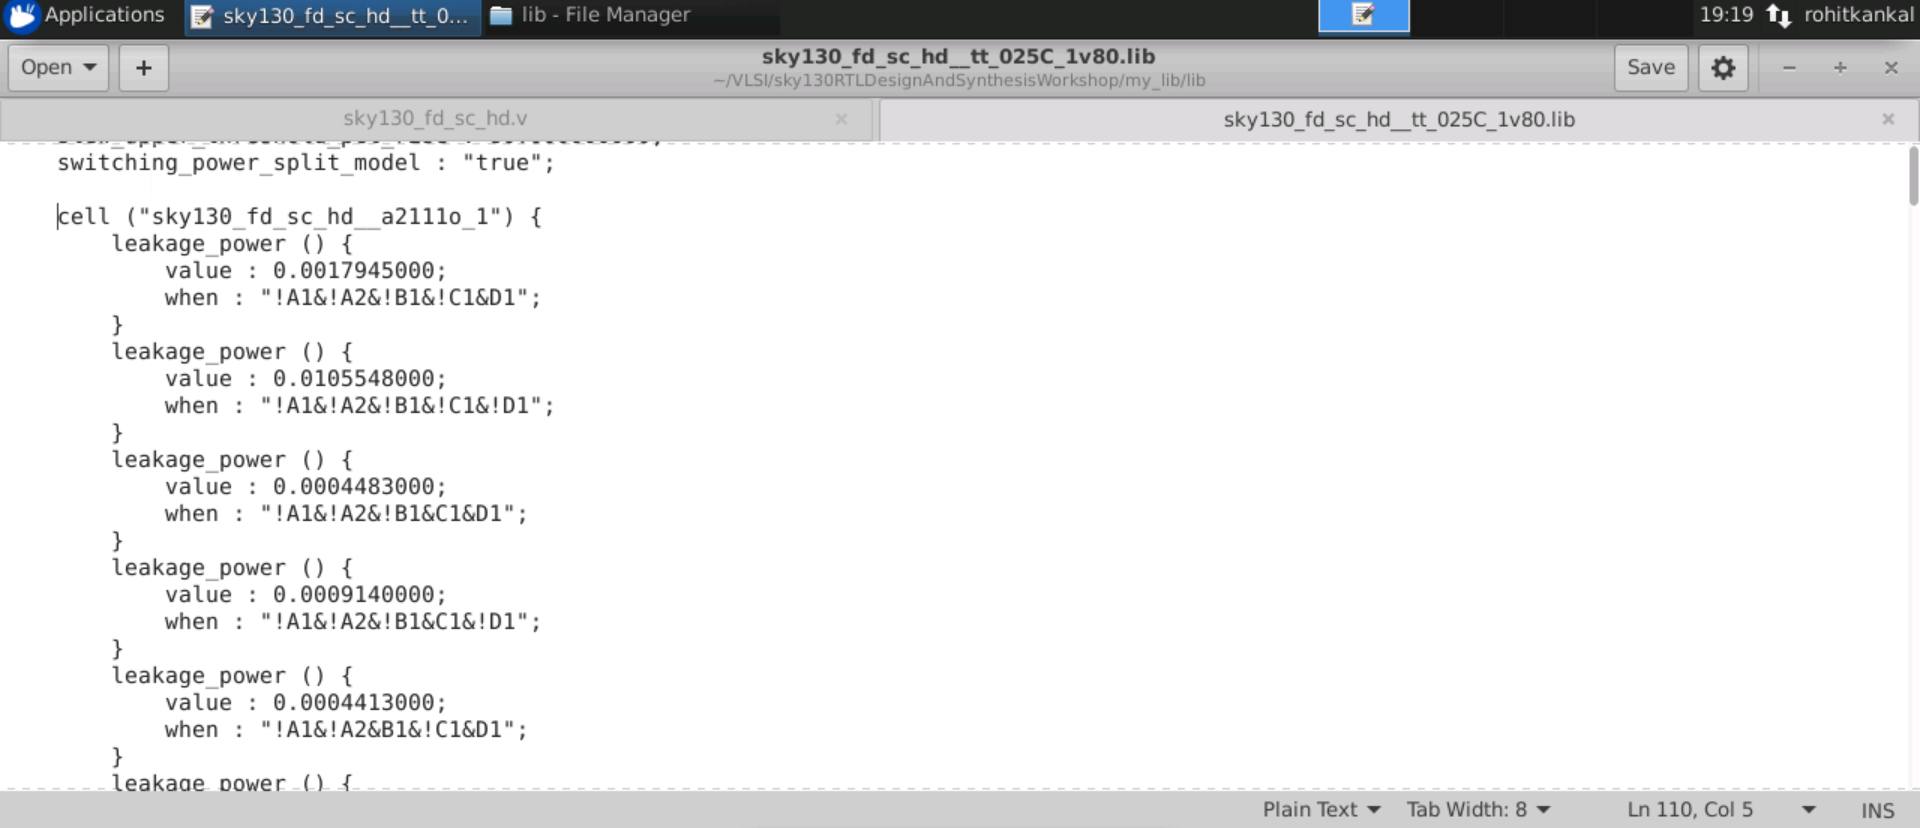 Applications
sky130_fd_sc_hd__tt_0...
lib - File Manager
19:19
rohitkankal
Open
+
sky130_fd_sc_hd__tt_025C_1v80.lib
~/VLSI/sky130RTLDesignAndSynthesisWorkshop/my_lib/lib
Save
sky130_fd_sc_hd.v
sky130_fd_sc_hd__tt_025C_1v80.lib
switching_power_split_model : "true";
cell ("sky130_fd_sc_hd__a2111o_1") {
leakage_power () {
value : 0.0017945000;
when : "!A1&!A2&!B1&!C1&D1";
}
leakage_power () {
value : 0.0105548000;
when : "!A1&!A2&!B1&!C1&!D1";
}
leakage_power () {
value : 0.0004483000;
when : "!A1&!A2&!B1&C1&D1";
}
leakage_power () {
value : 0.0009140000;
when : "!A1&!A2&!B1&C1&!D1";
}
leakage_power () {
value : 0.0004413000;
when : "!A1&!A2&B1&!C1&D1";
}
leakage_power () {
Plain Text
Tab Width: 8
Ln 110, Col 5
INS